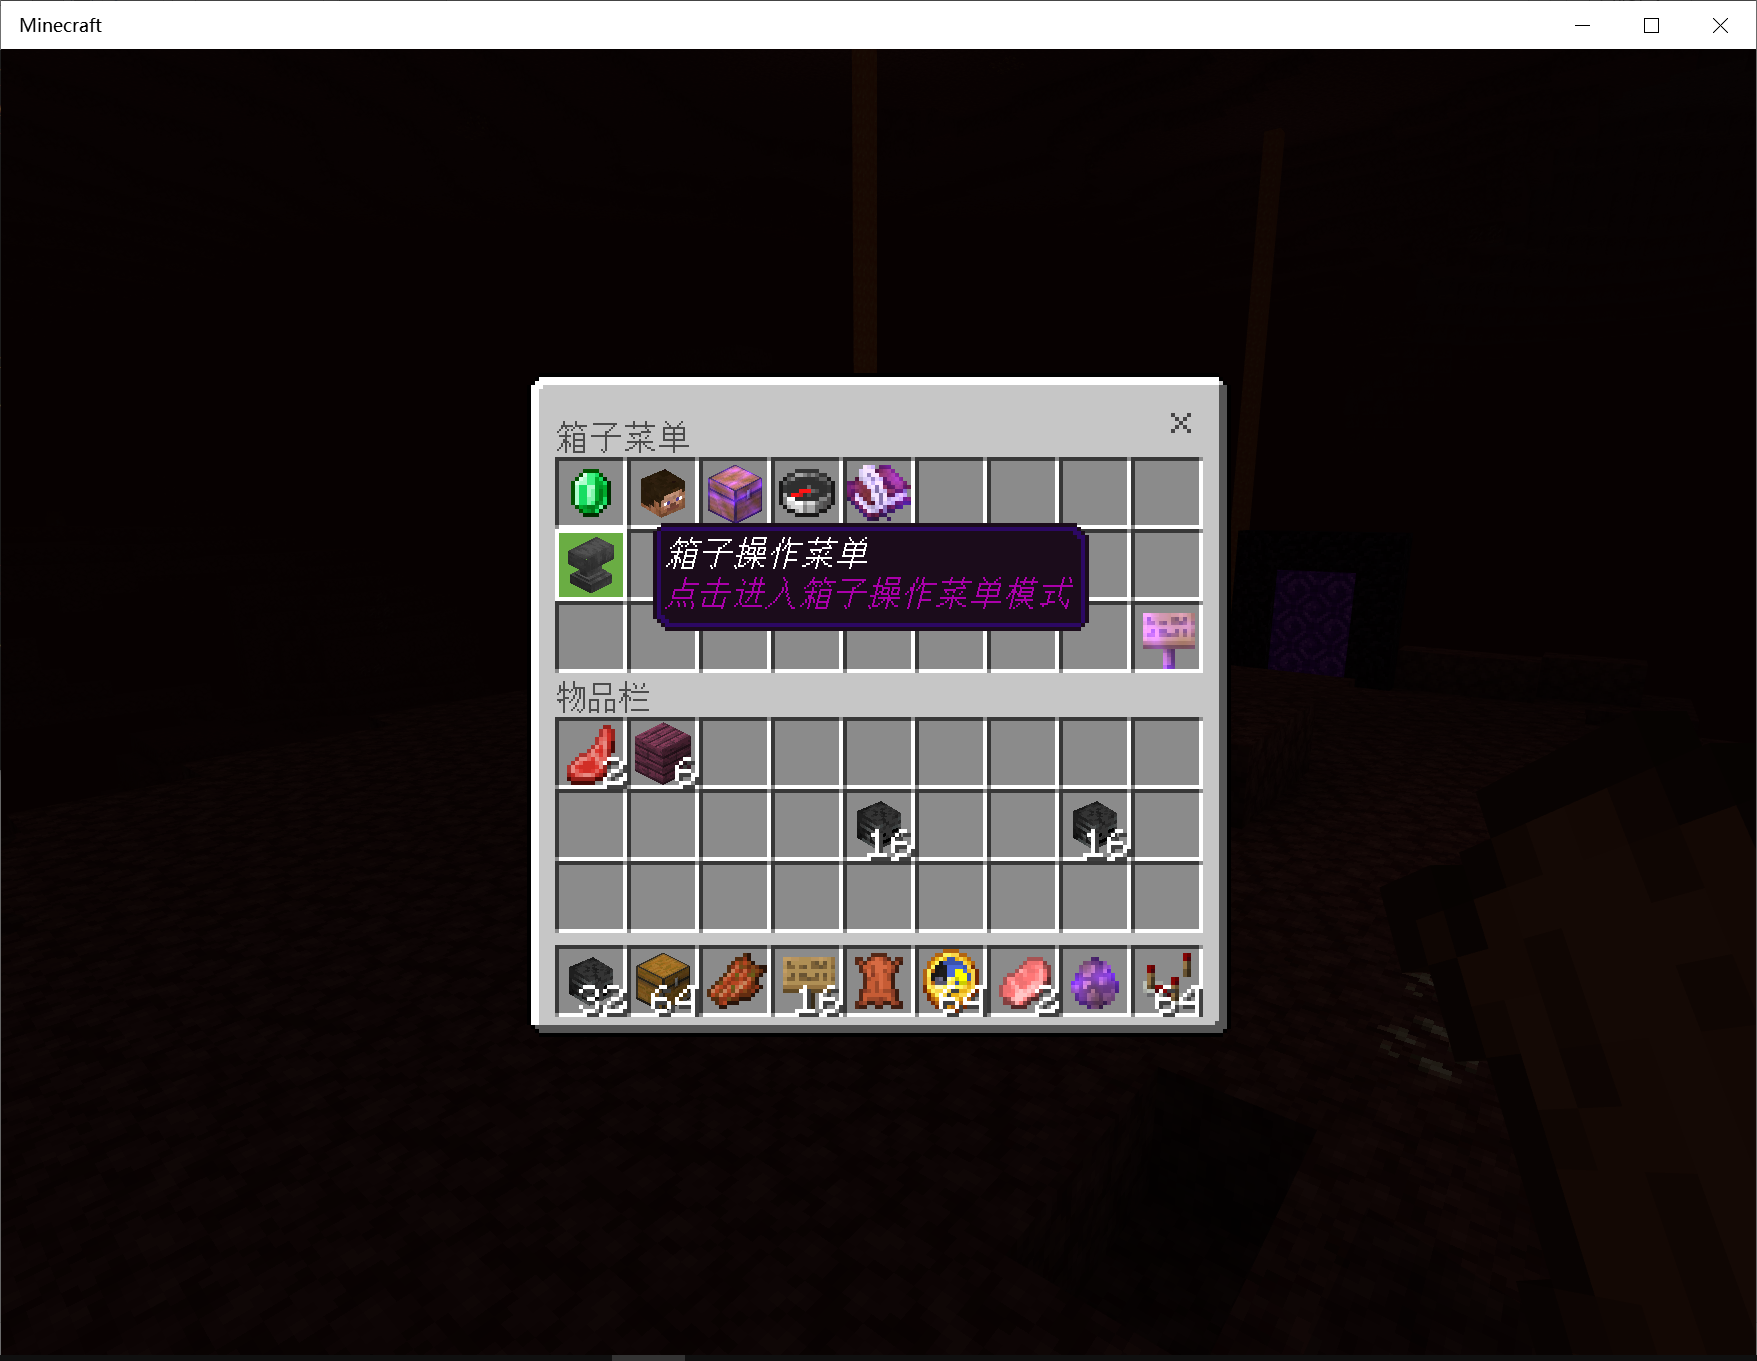 Minecraft
箱子菜单
箱子操作菜单
点击进入箱子操作菜单模式
物品栏
2 6
16 16
32 64 16 64 2 64